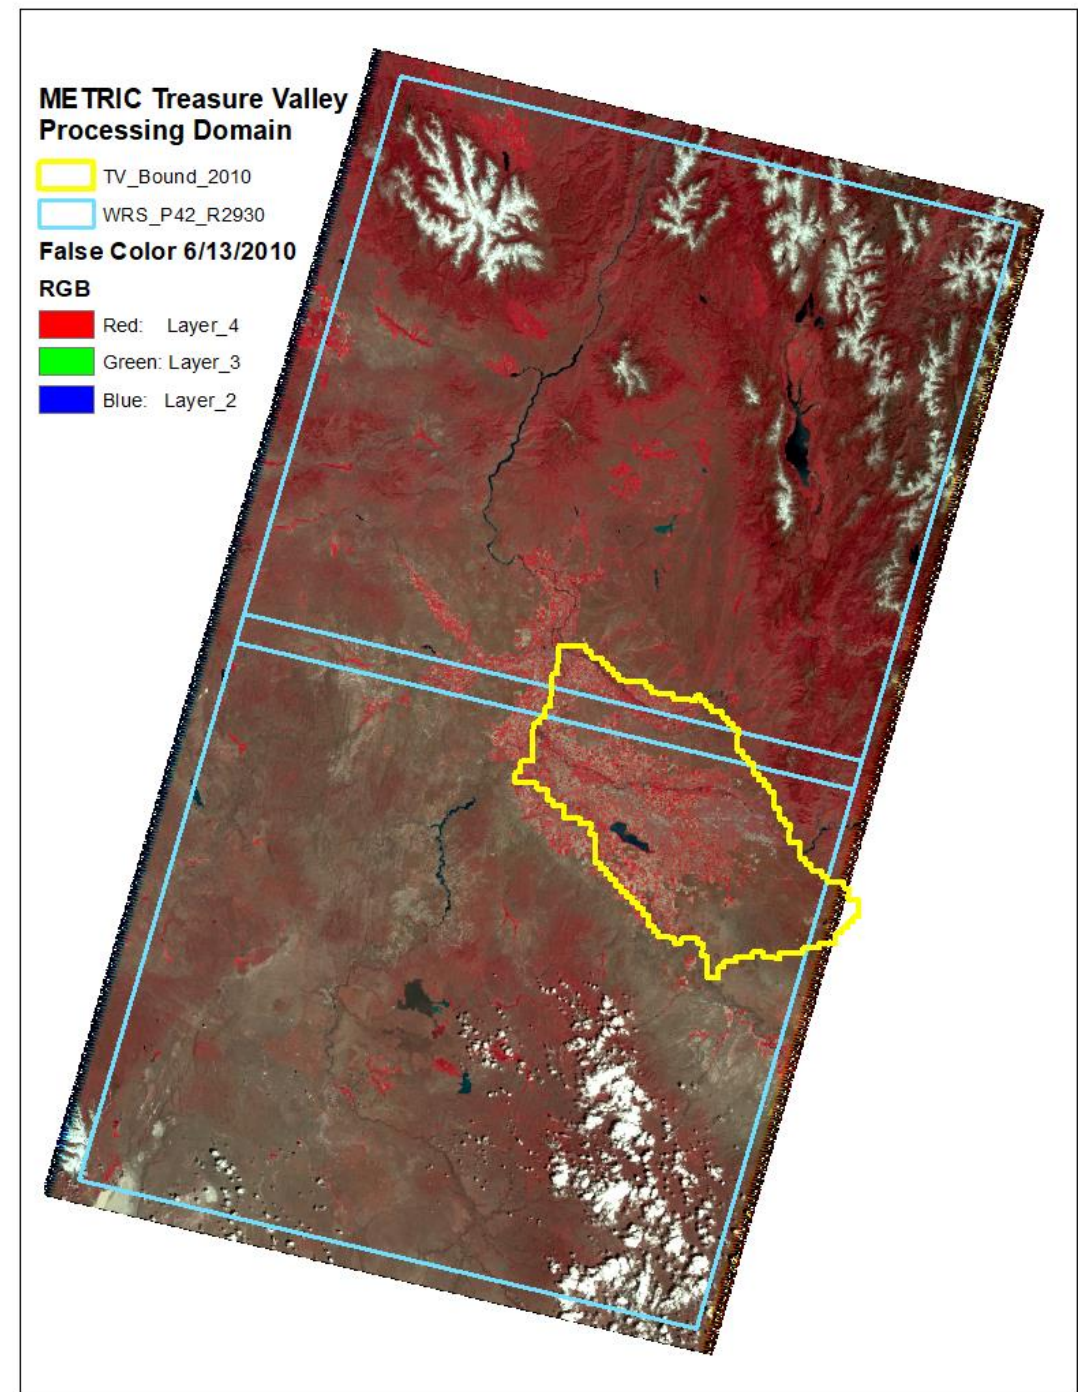 METRIC Treasure Valley
Processing Domain
TV_Bound_2010
WRS_P42_R2930
False Color 6/13/2010
RGB
Red: Layer_4
Green: Layer_3
Blue: Layer_2